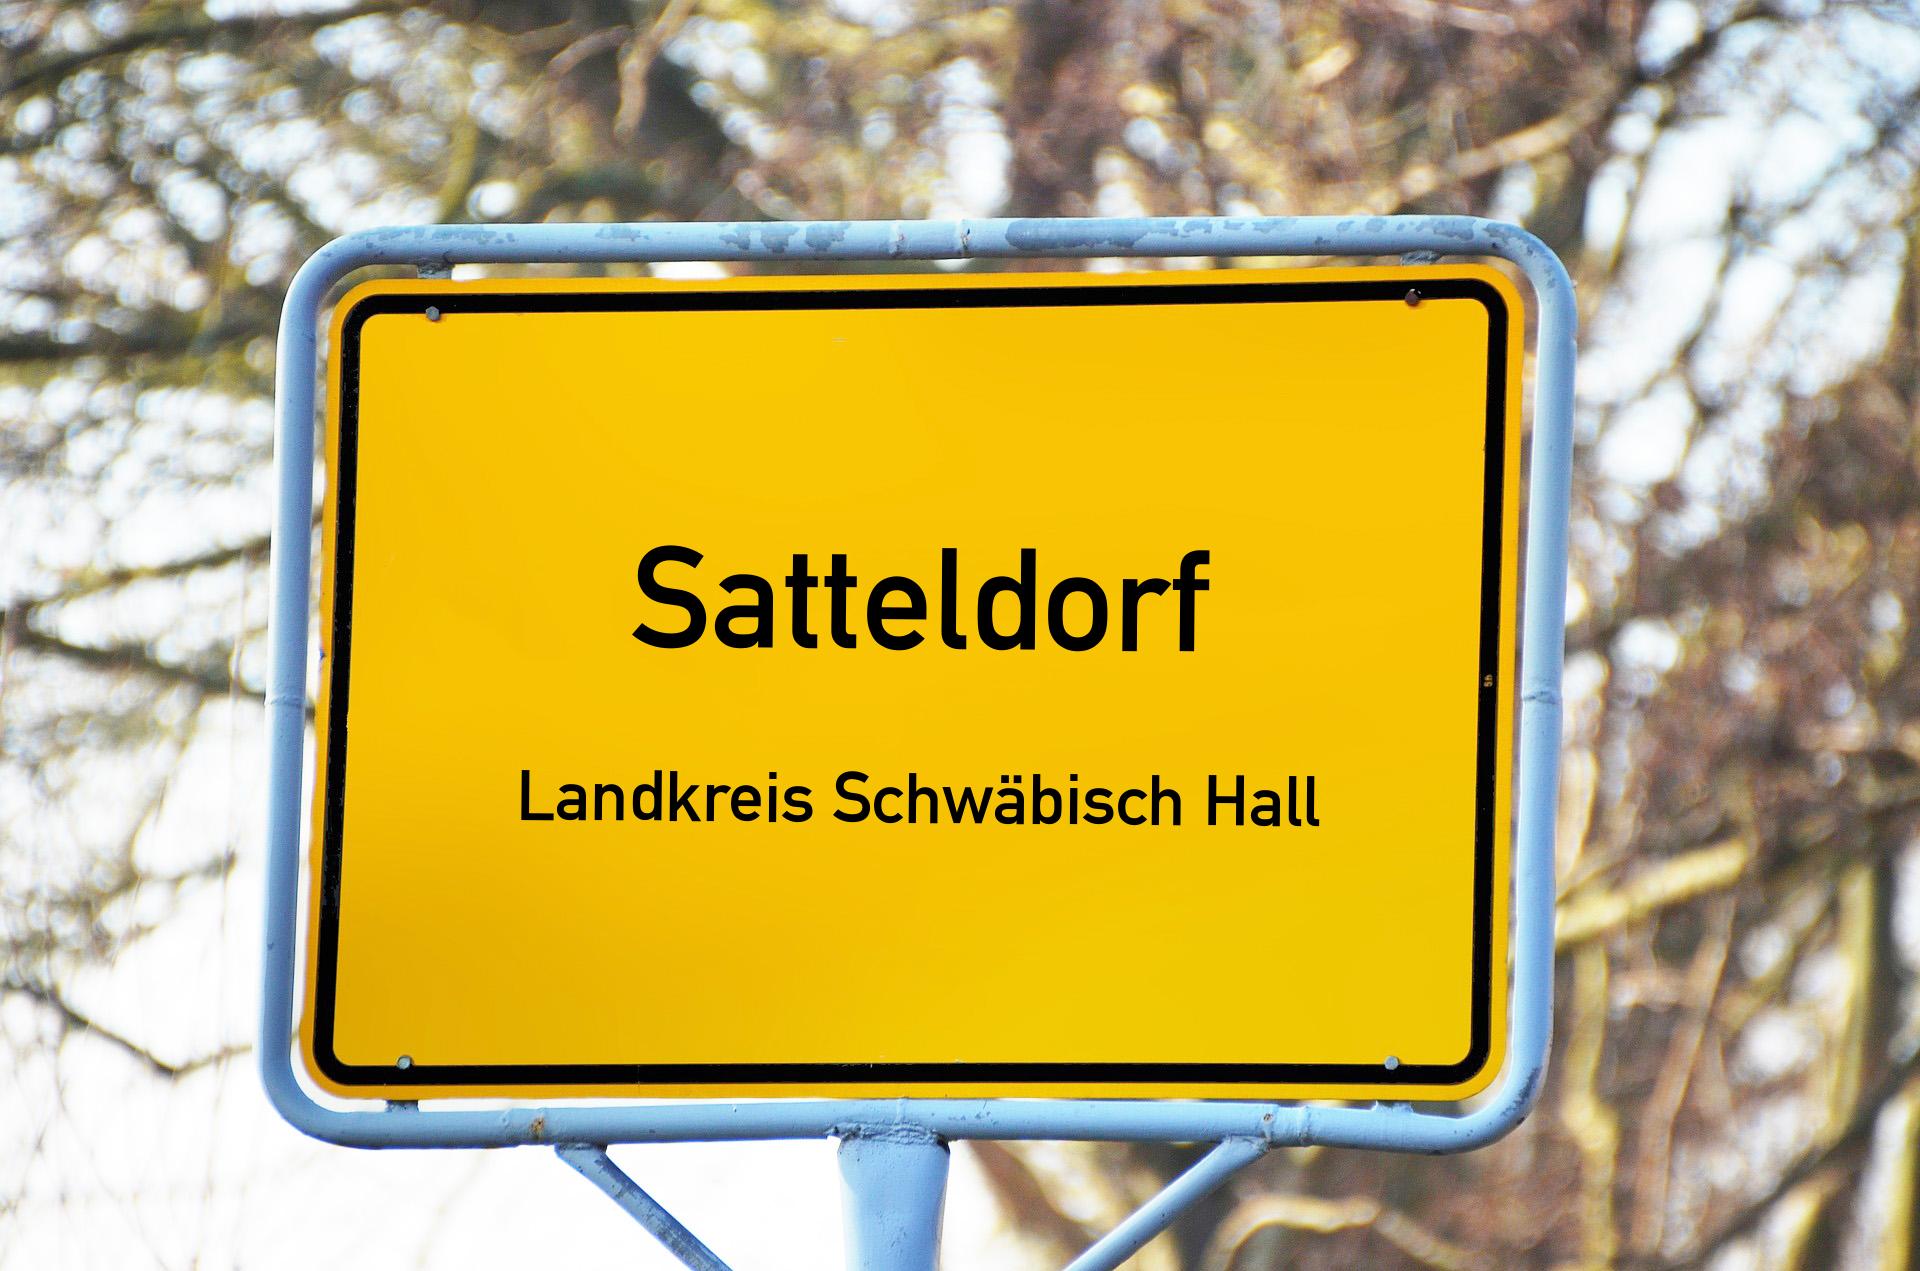 Satteldorf
Landkreis Schwäbisch Hall